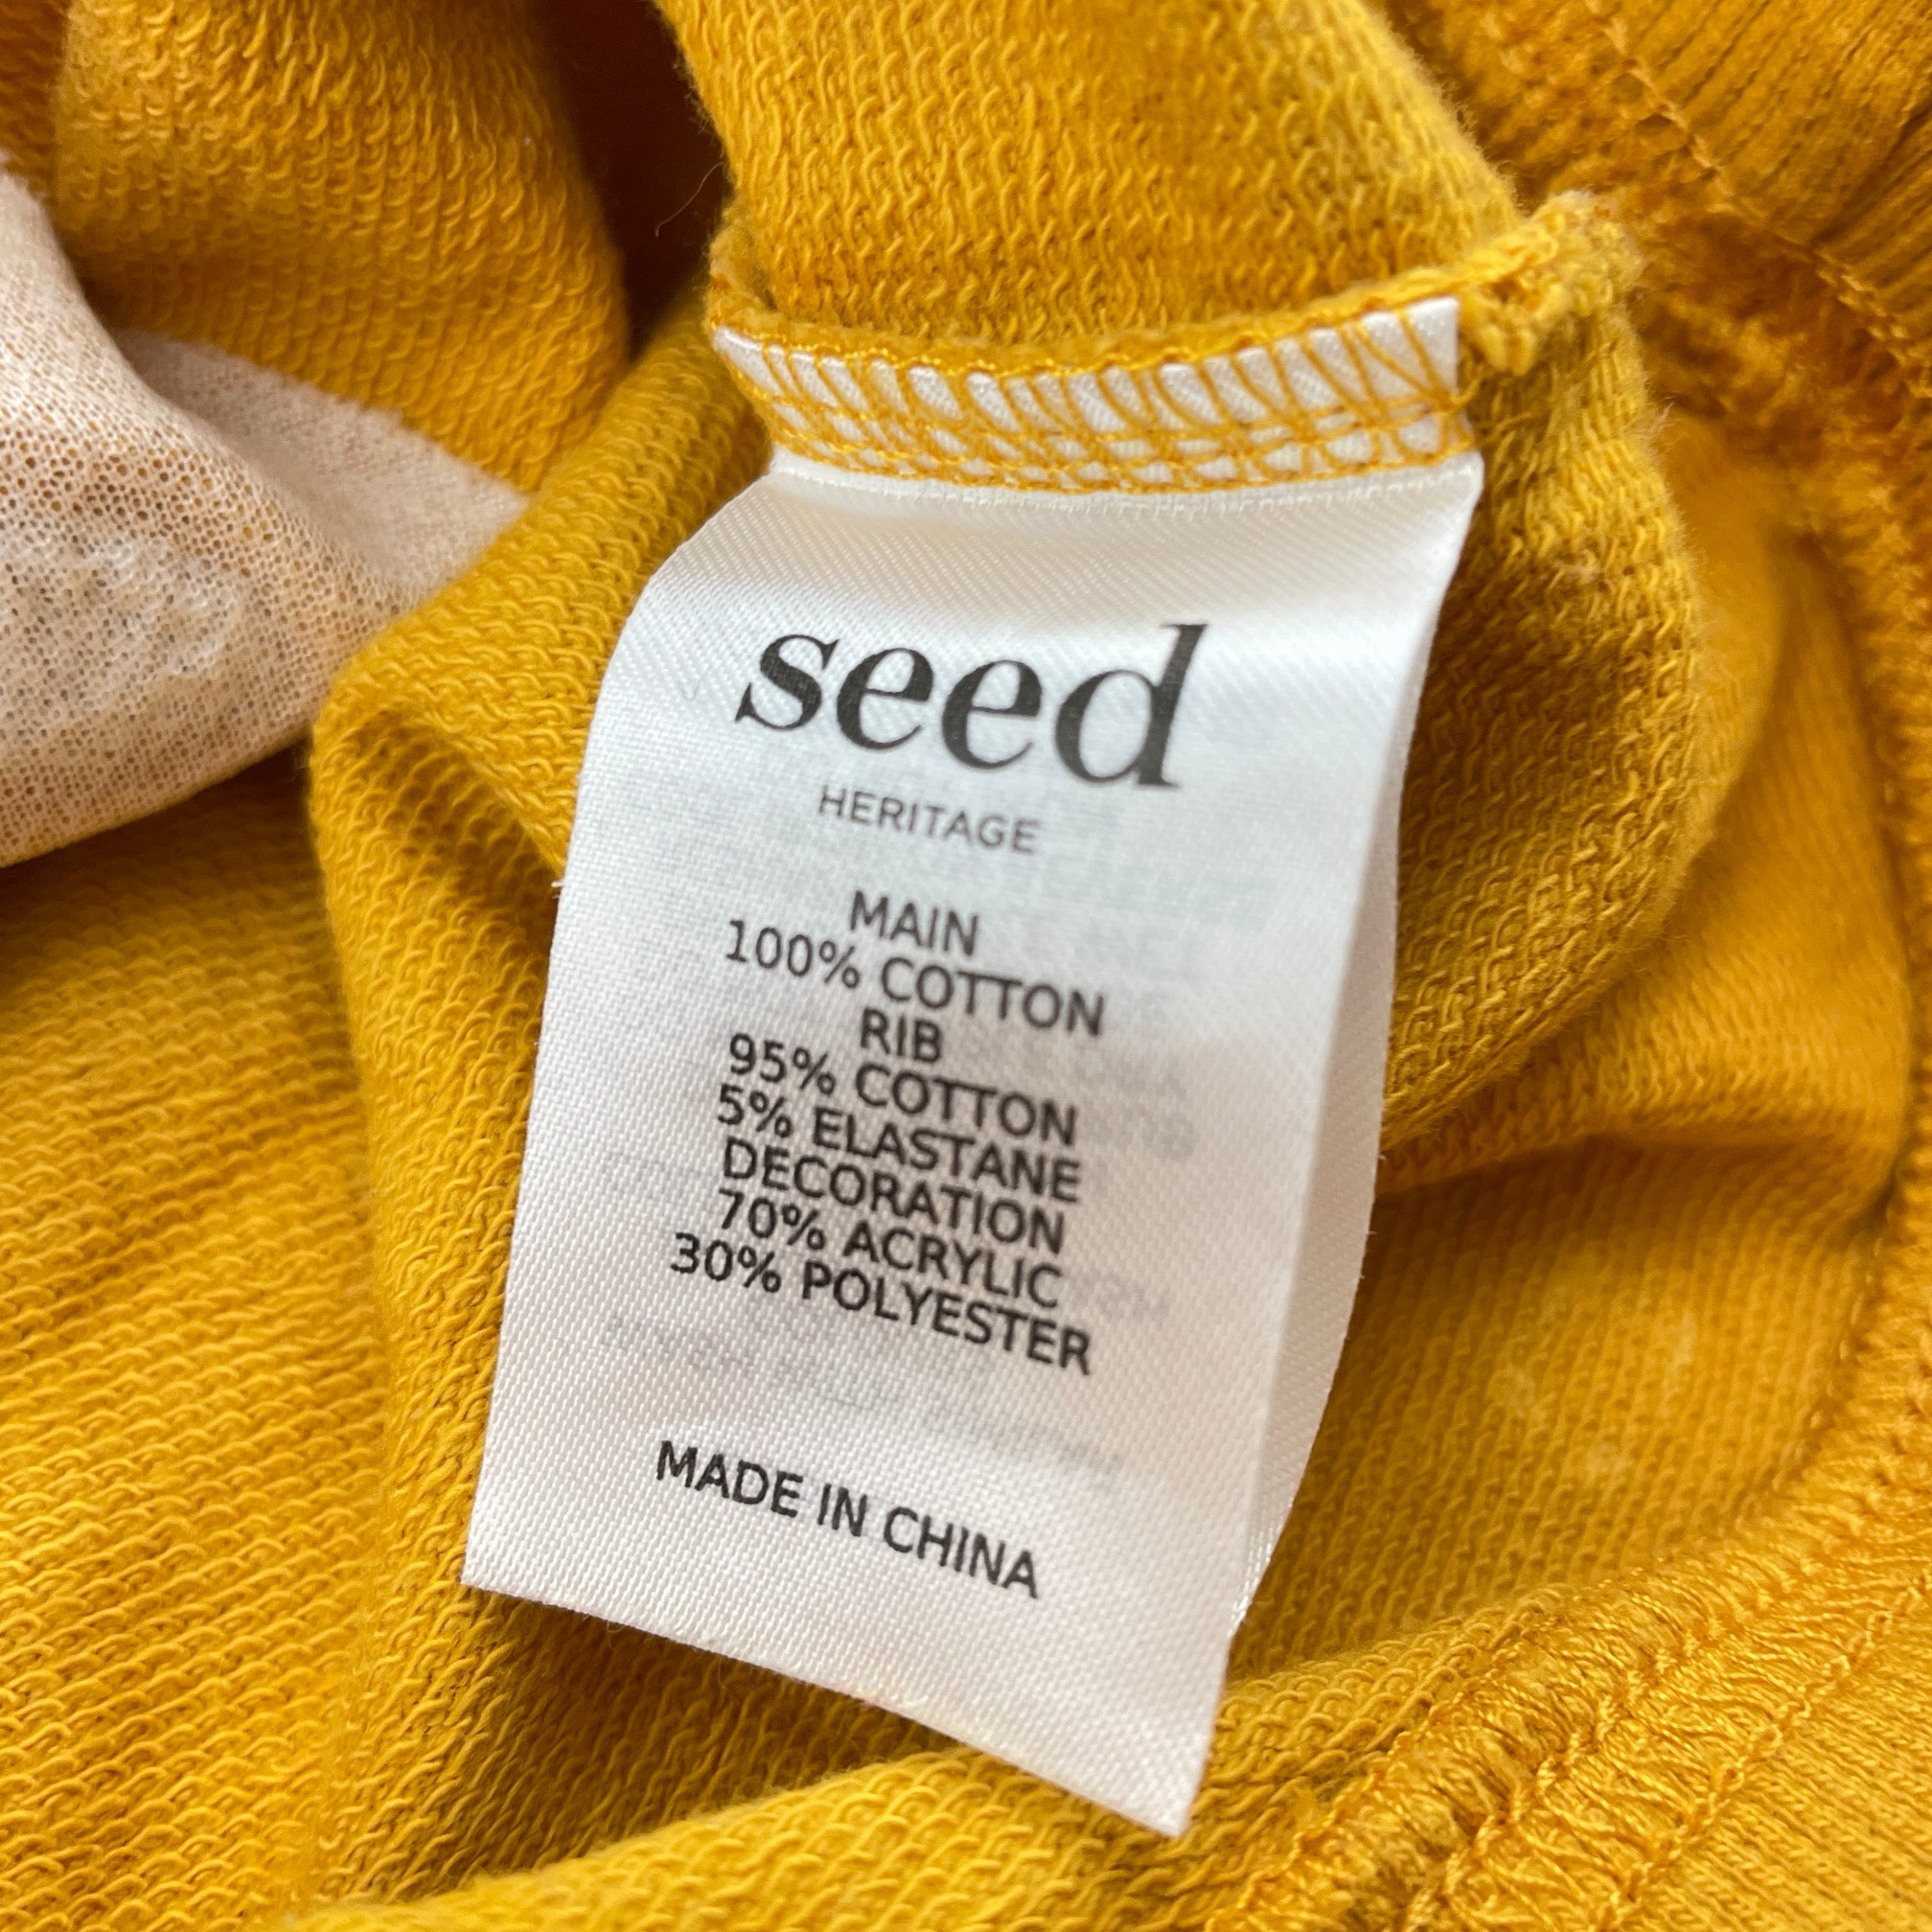 seed
HERITAGE
MAIN
100% COTTON
RIB
95% COTTON
5% ELASTANE
DECORATION
70% ACRYLIC
30% POLYESTER
MADE IN CHINA